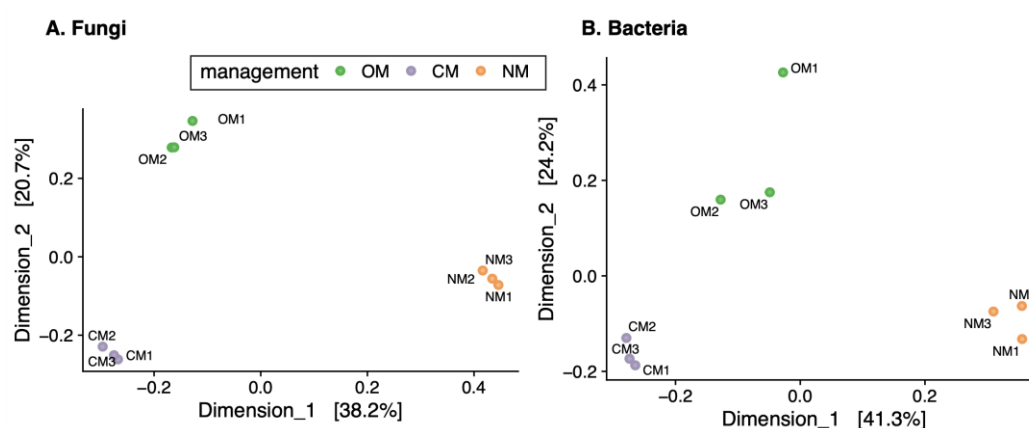 A. Fungi
management OM CM NM
OM1
OM3
OM2
0.2
0.0
−0.2
NM3
NM2
NM1
CM2
CM1
CM3
−0.2 0.0 0.2 0.4
Dimension_1 [38.2%]
Dimension_2 [20.7%]
B. Bacteria
OM1
0.4
0.2
0.0
−0.2
OM2
OM3
NM
NM3
NM1
CM2
CM3
CM1
−0.2 0.0 0.2
Dimension_1 [41.3%]
Dimension_2 [24.2%]